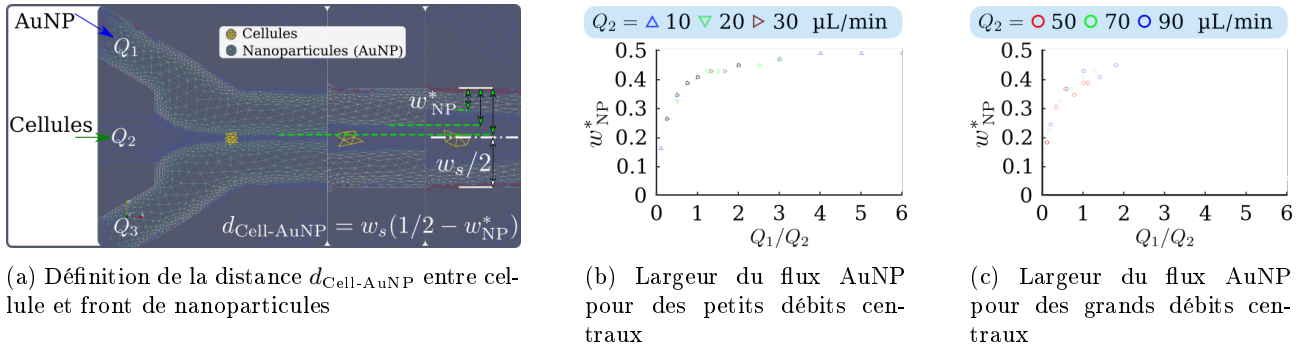 AuNP
Q₁
Cellules
Nanoparticules (AuNP)
w*NP
Cellules
Q₂
wₛ/2
Q₃
d_Cell-AuNP = wₛ(1/2 − w*NP)
(a) Définition de la distance d_Cell-AuNP entre cel-
lule et front de nanoparticules
Q₂ = △ 10 ▽ 20 ▷ 30 µL/min
w*NP
0.5
0.4
0.3
0.2
0.1
0
0 1 2 3 4 5 6
Q₁/Q₂
(b) Largeur du flux AuNP
pour des petits débits cen-
traux
Q₂ = ○ 50 ○ 70 ○ 90 µL/min
w*NP
0.5
0.4
0.3
0.2
0.1
0
0 1 2 3 4 5 6
Q₁/Q₂
(c) Largeur du flux AuNP
pour des grands débits cen-
traux